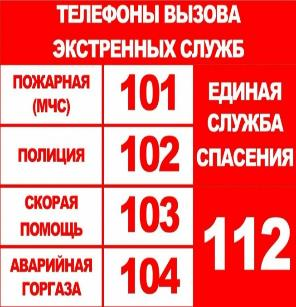 ТЕЛЕФОНЫ ВЫЗОВА
ЭКСТРЕННЫХ СЛУЖБ
ПОЖАРНАЯ
(МЧС)
101
ПОЛИЦИЯ
102
СКОРАЯ
ПОМОЩЬ
103
АВАРИЙНАЯ
ГОРГАЗА
104
ЕДИНАЯ
СЛУЖБА
СПАСЕНИЯ
112